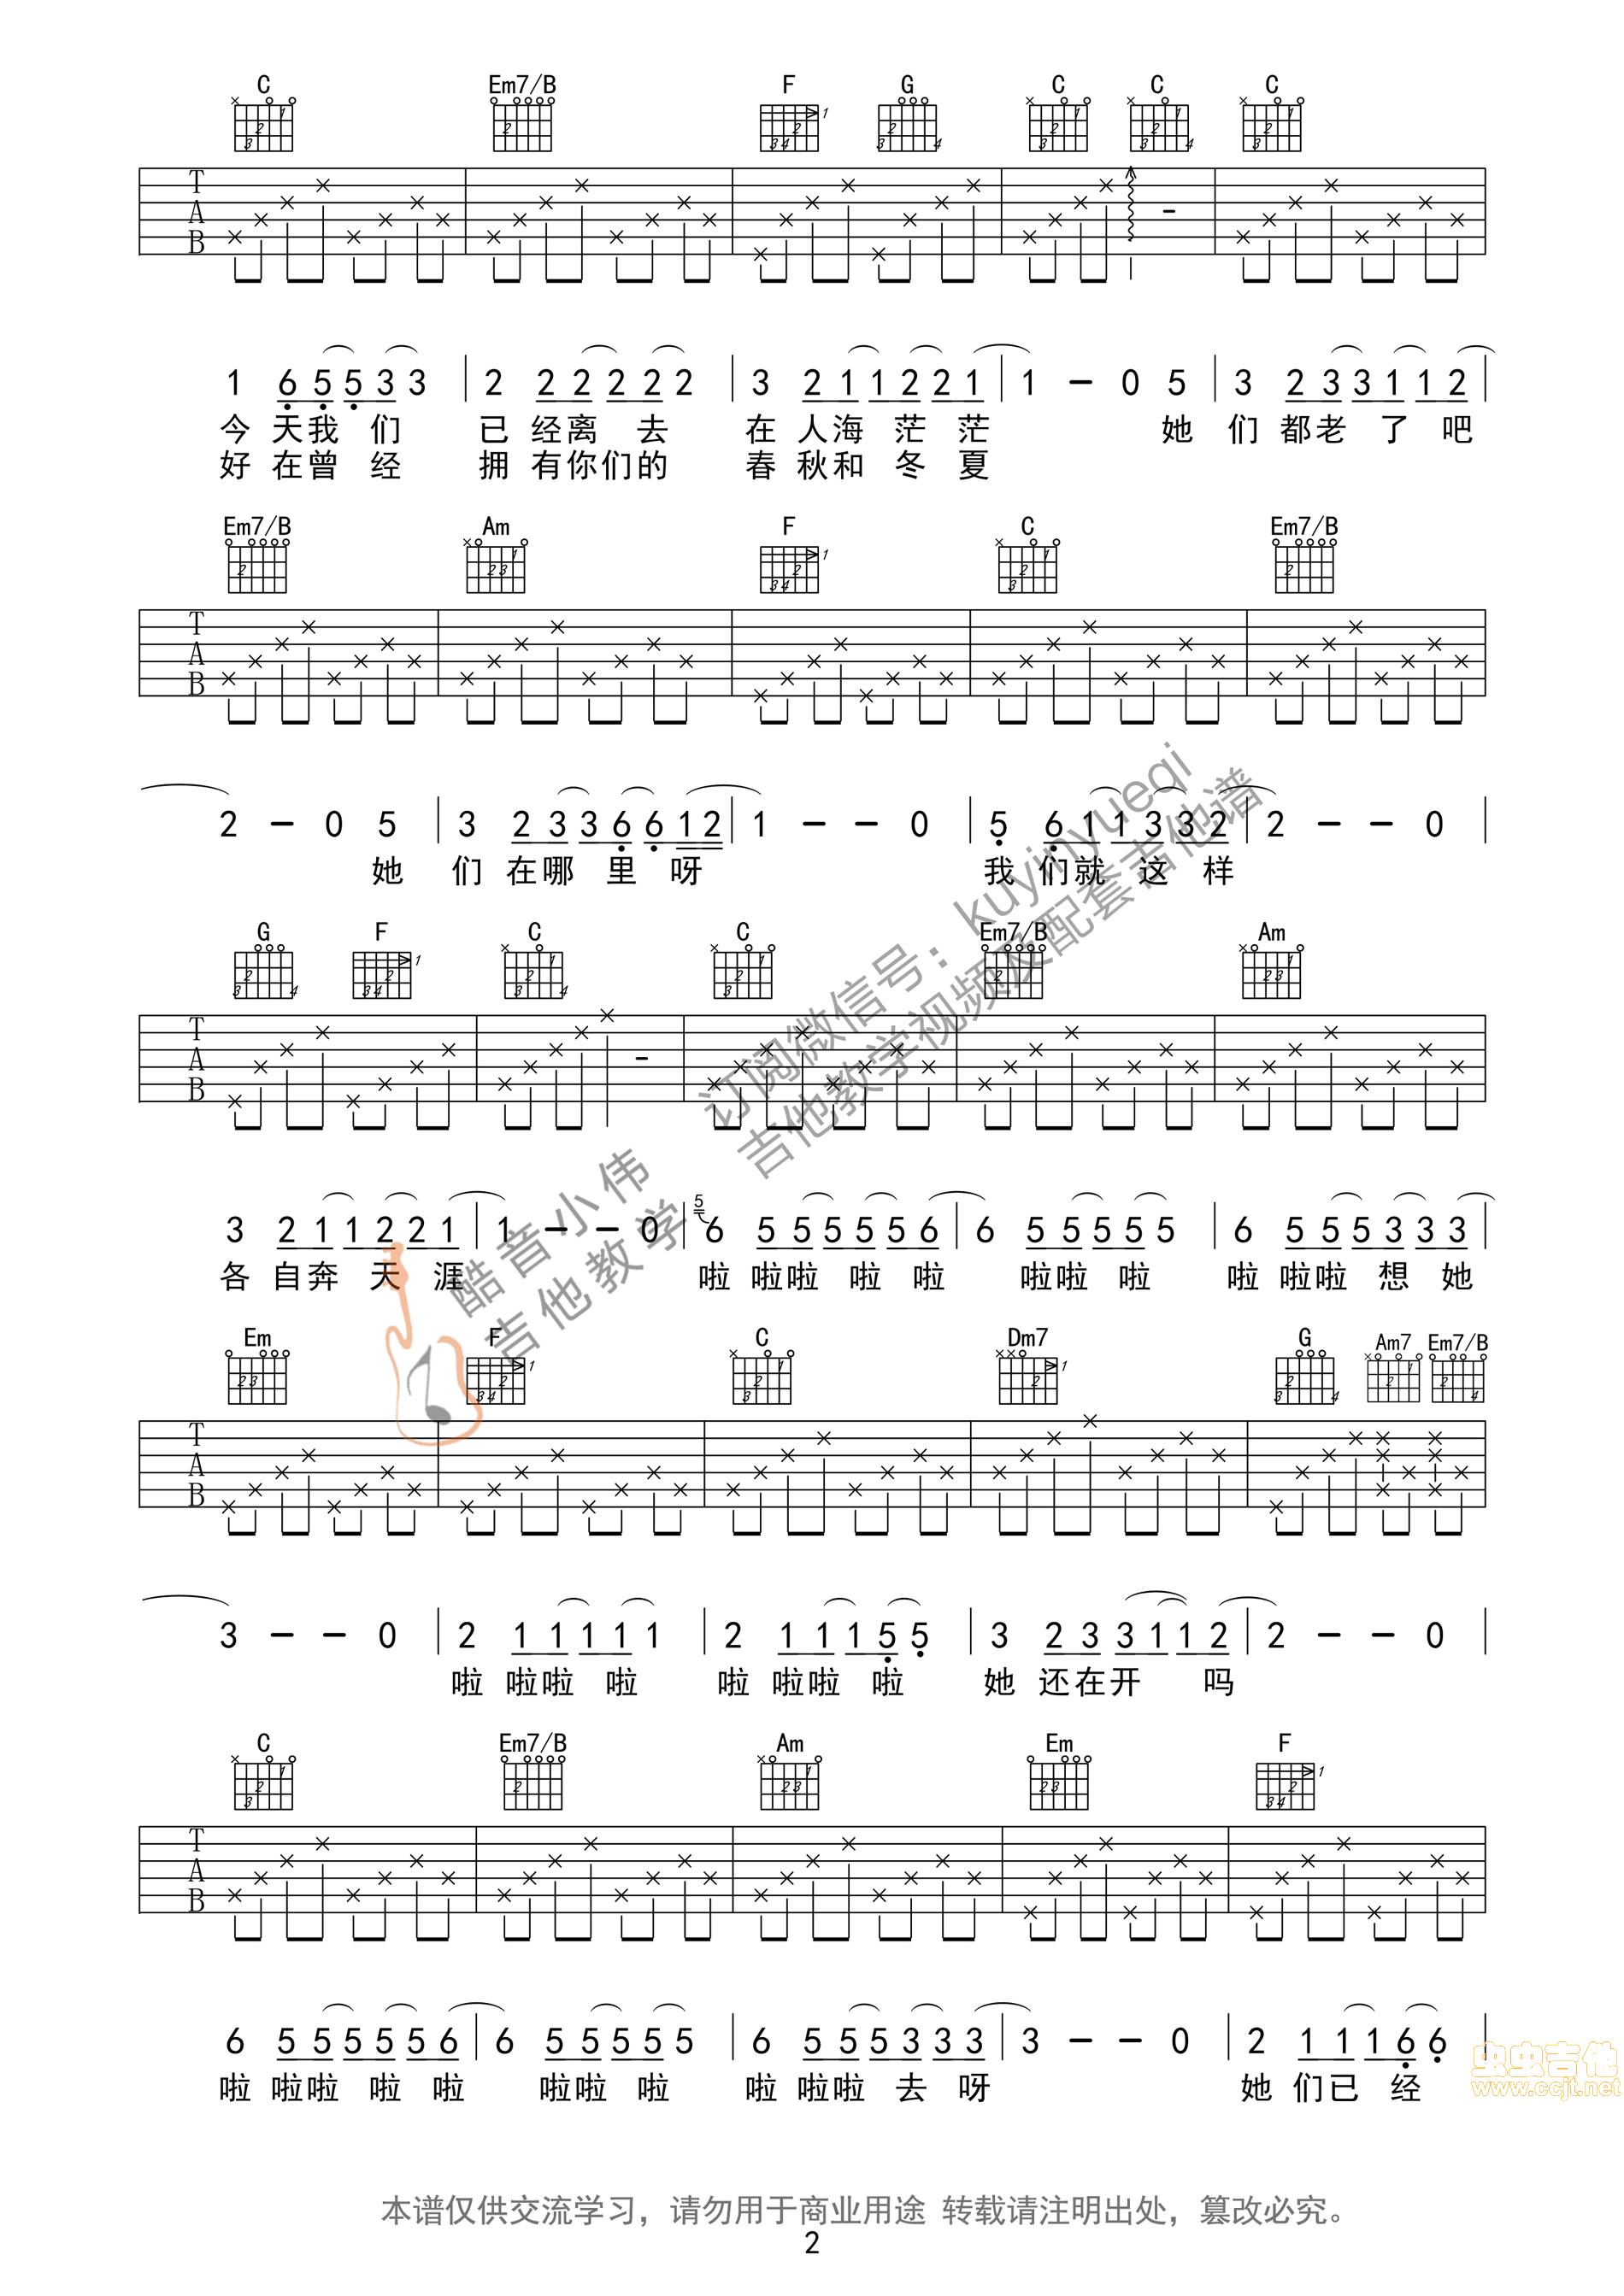 C Em7/B F G C C C
T A B
1 6 5 5 3 3 | 2 2 2 2 2 2 | 3 2 1 1 2 2 1 | 1 – 0 5 | 3 2 3 3 1 1 2 |
今 天 我 们 已 经 离 去 在 人 海 茫 茫 她 们 都 老 了 吧
好 在 曾 经 拥 有 你 们 的 春 秋 和 冬 夏
Em7/B Am F C Em7/B
T A B
2 – 0 5 | 3 2 3 3 6 6 1 2 | 1 – – 0 | 5 6 1 1 3 3 2 | 2 – – 0 |
她 们 在 哪 里 呀 我 们 就 这 样
G F C C Em7/B Am
T A B
3 2 1 1 2 2 1 | 1 – – 0 | 5 6 5 5 5 5 5 6 | 6 5 5 5 5 5 | 6 5 5 5 3 3 3
各 自 奔 天 涯 啦 啦 啦 啦 啦 啦 啦 啦 啦 啦 啦 想 她
Em F C Dm7 G Am7 Em7/B
T A B
3 – – 0 | 2 1 1 1 1 1 | 2 1 1 1 5 5 | 3 2 3 3 1 1 2 | 2 – – 0 |
啦 啦 啦 啦 啦 啦 啦 啦 她 还 在 开 吗
C Em7/B Am Em F
T A B
6 5 5 5 5 5 6 | 6 5 5 5 5 5 | 6 5 5 5 3 3 3 | 3 – – 0 | 2 1 1 1 6 6 |
啦 啦 啦 啦 啦 啦 啦 啦 啦 啦 啦 去 呀 她 们 已 经
酷音小伟
吉他教学
订阅微信号：kuyinyueqi
吉他教学视频及配套吉他谱
虫虫吉他
www.ccjt.net
本谱仅供交流学习，请勿用于商业用途 转载请注明出处，篡改必究。
2